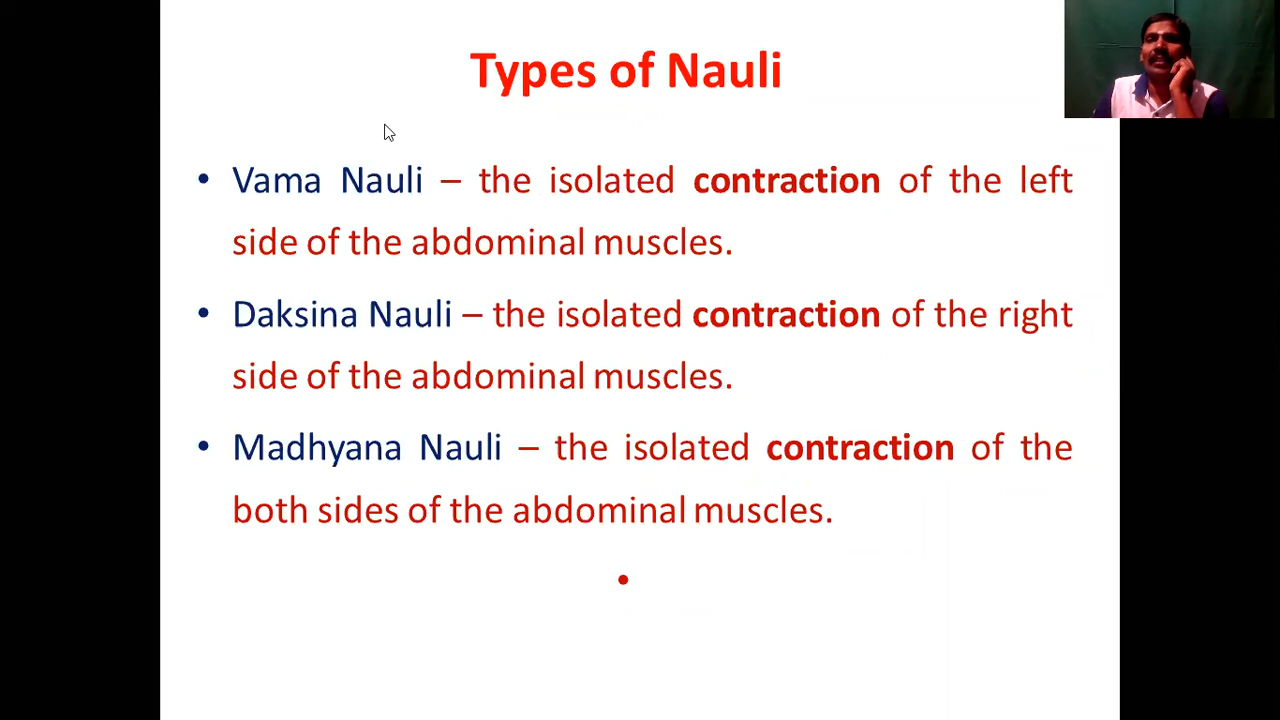 Types of Nauli
• Vama Nauli – the isolated contraction of the left
side of the abdominal muscles.
• Daksina Nauli – the isolated contraction of the right
side of the abdominal muscles.
• Madhyana Nauli – the isolated contraction of the
both sides of the abdominal muscles.
•